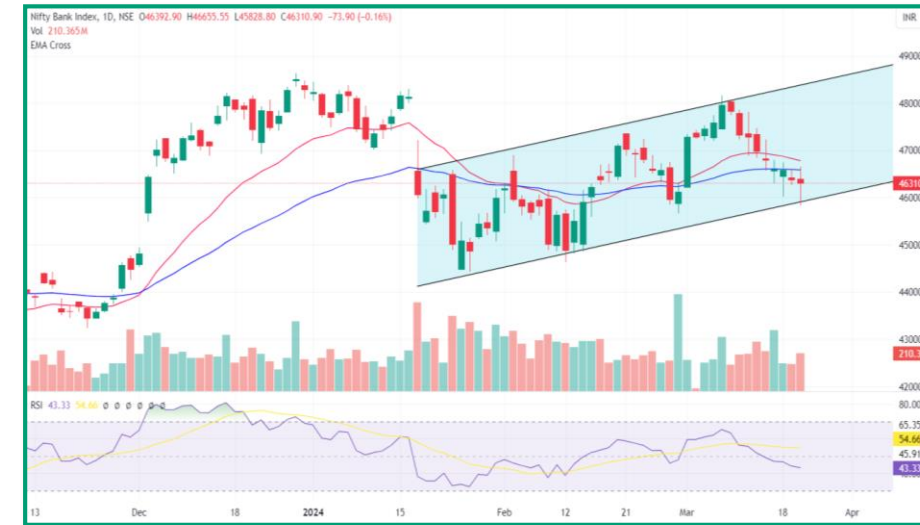 Nifty Bank Index, 1D, NSE O46392.90 H46655.55 L45828.80 C46310.90 −73.90 (−0.16%)
INR
Vol 210.365M
EMA Cross
49000
48000
47000
46310
46000
45000
44000
43000
210.3
42000
RSI 43.33 54.66 ø ø ø ø ø ø
80.00
65.35
54.66
45.91
43.33
13 Dec 18 2024 15 Feb 12 21 Mar 18 Apr